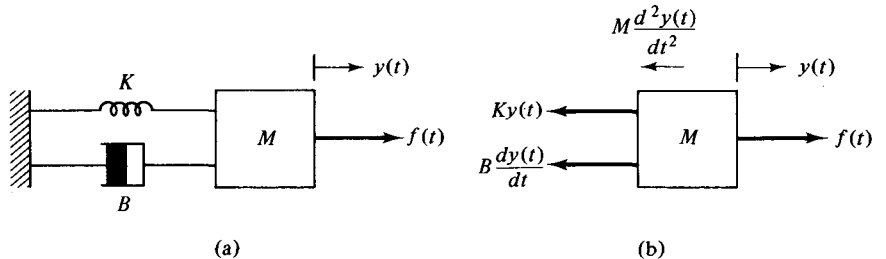 K
B
M
y(t)
f(t)
(a)
M d²y(t)/dt²
Ky(t)
B dy(t)/dt
M
y(t)
f(t)
(b)